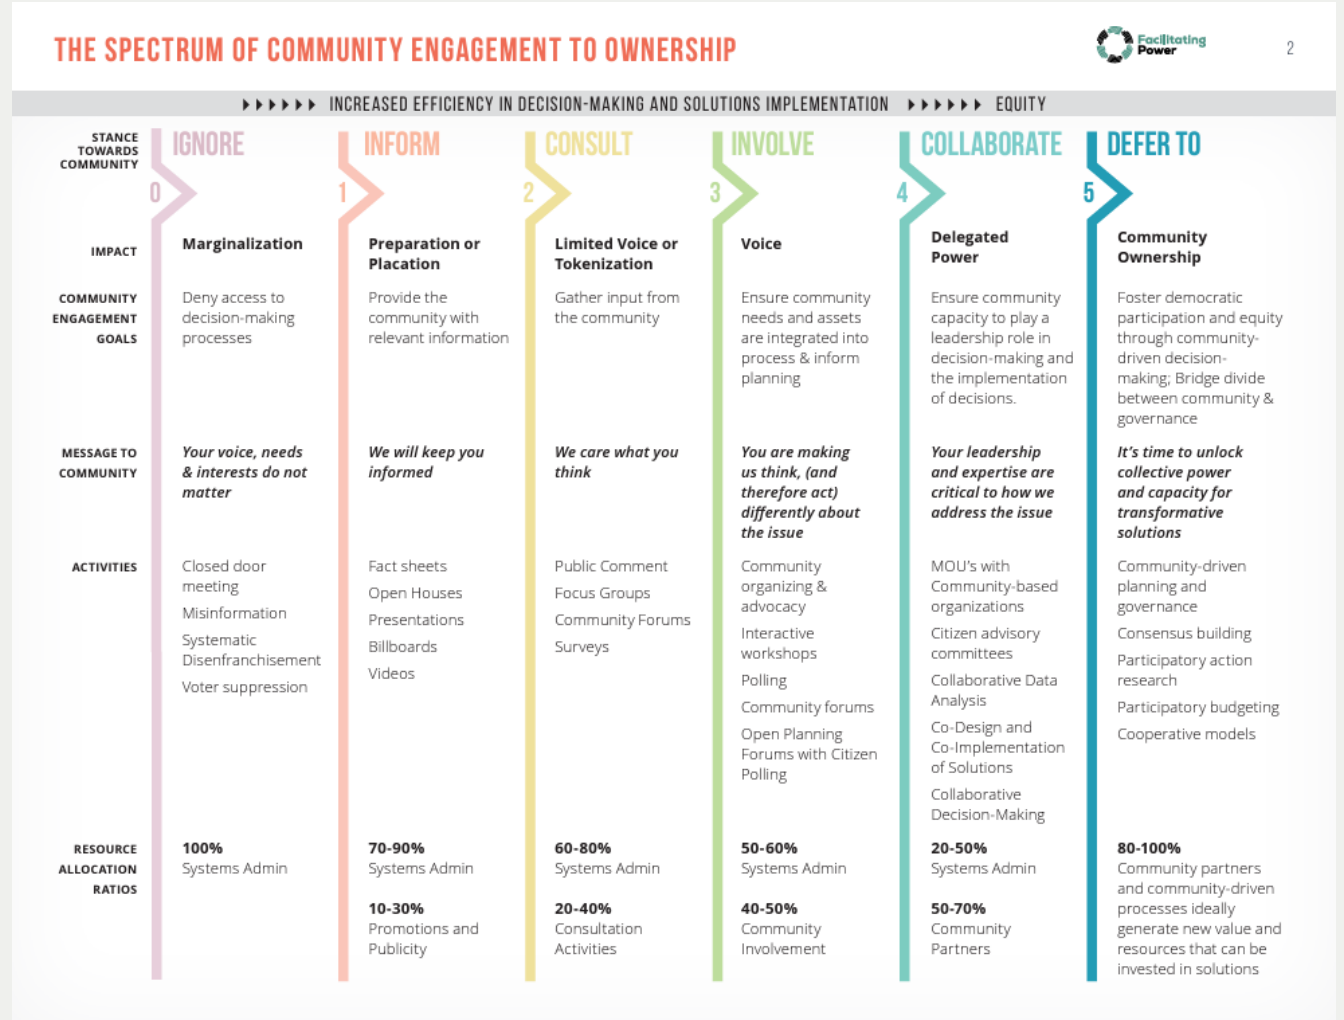 THE SPECTRUM OF COMMUNITY ENGAGEMENT TO OWNERSHIP
Facilitating
Power
2
INCREASED EFFICIENCY IN DECISION-MAKING AND SOLUTIONS IMPLEMENTATION
EQUITY
STANCE
TOWARDS
COMMUNITY
IGNORE
0
INFORM
1
CONSULT
2
INVOLVE
3
COLLABORATE
4
DEFER TO
5
IMPACT
Marginalization
Preparation or
Placation
Limited Voice or
Tokenization
Voice
Delegated
Power
Community
Ownership
COMMUNITY
ENGAGEMENT
GOALS
Deny access to
decision-making
processes
Provide the
community with
relevant information
Gather input from
the community
Ensure community
needs and assets
are integrated into
process & inform
planning
Ensure community
capacity to play a
leadership role in
decision-making and
the implementation
of decisions.
Foster democratic
participation and equity
through community-
driven decision-
making; Bridge divide
between community &
governance
MESSAGE TO
COMMUNITY
Your voice, needs
& interests do not
matter
We will keep you
informed
We care what you
think
You are making
us think, (and
therefore act)
differently about
the issue
Your leadership
and expertise are
critical to how we
address the issue
It's time to unlock
collective power
and capacity for
transformative
solutions
ACTIVITIES
Closed door
meeting
Misinformation
Systematic
Disenfranchisement
Voter suppression
Fact sheets
Open Houses
Presentations
Billboards
Videos
Public Comment
Focus Groups
Community Forums
Surveys
Community
organizing &
advocacy
Interactive
workshops
Polling
Community forums
Open Planning
Forums with Citizen
Polling
MOU's with
Community-based
organizations
Citizen advisory
committees
Collaborative Data
Analysis
Co-Design and
Co-Implementation
of Solutions
Collaborative
Decision-Making
Community-driven
planning and
governance
Consensus building
Participatory action
research
Participatory budgeting
Cooperative models
RESOURCE
ALLOCATION
RATIOS
100%
Systems Admin
70-90%
Systems Admin
10-30%
Promotions and
Publicity
60-80%
Systems Admin
20-40%
Consultation
Activities
50-60%
Systems Admin
40-50%
Community
Involvement
20-50%
Systems Admin
50-70%
Community
Partners
80-100%
Community partners
and community-driven
processes ideally
generate new value and
resources that can be
invested in solutions